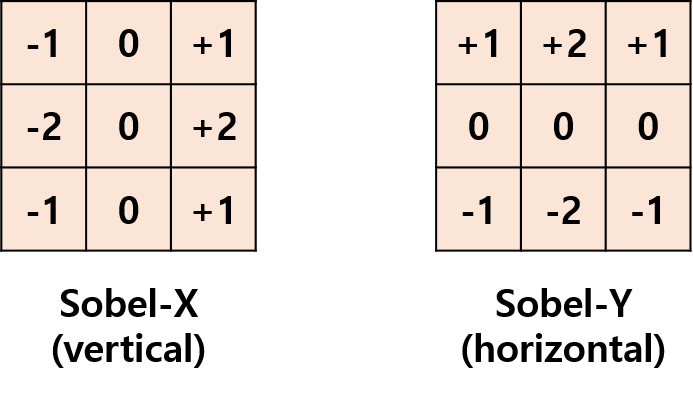 -1 0 +1
-2 0 +2
-1 0 +1
Sobel-X
(vertical)
+1 +2 +1
0 0 0
-1 -2 -1
Sobel-Y
(horizontal)